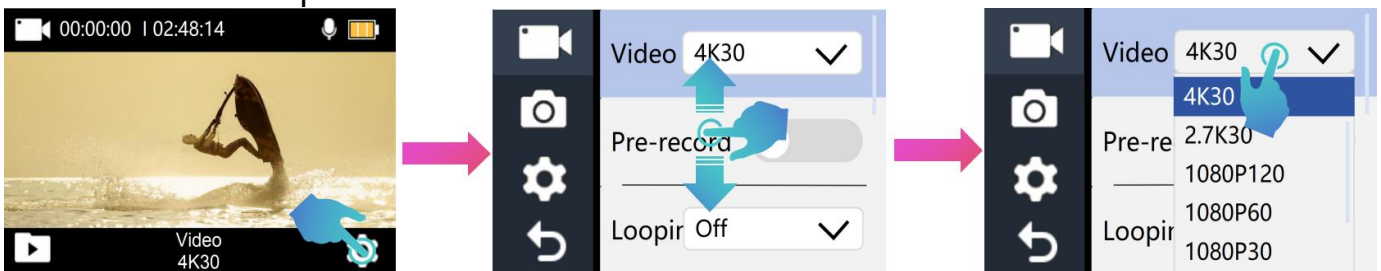 00:00:00 I 02:48:14
Video
4K30
Video 4K30
Pre-record
Loopir Off
Video 4K30
4K30
Pre-re 2.7K30
1080P120
1080P60
Loopir
1080P30